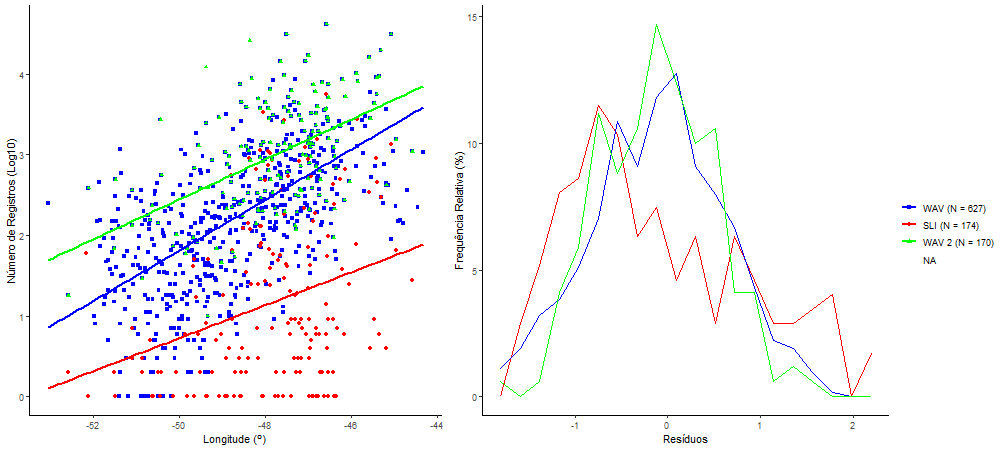 Número de Registros (Log10)
4
3
2
1
0
-52
-50
-48
-46
-44
Longitude (º)
Frequência Relativa (%)
15
10
5
0
-1
0
1
2
Resíduos
WAV (N = 627)
SLI (N = 174)
WAV 2 (N = 170)
NA